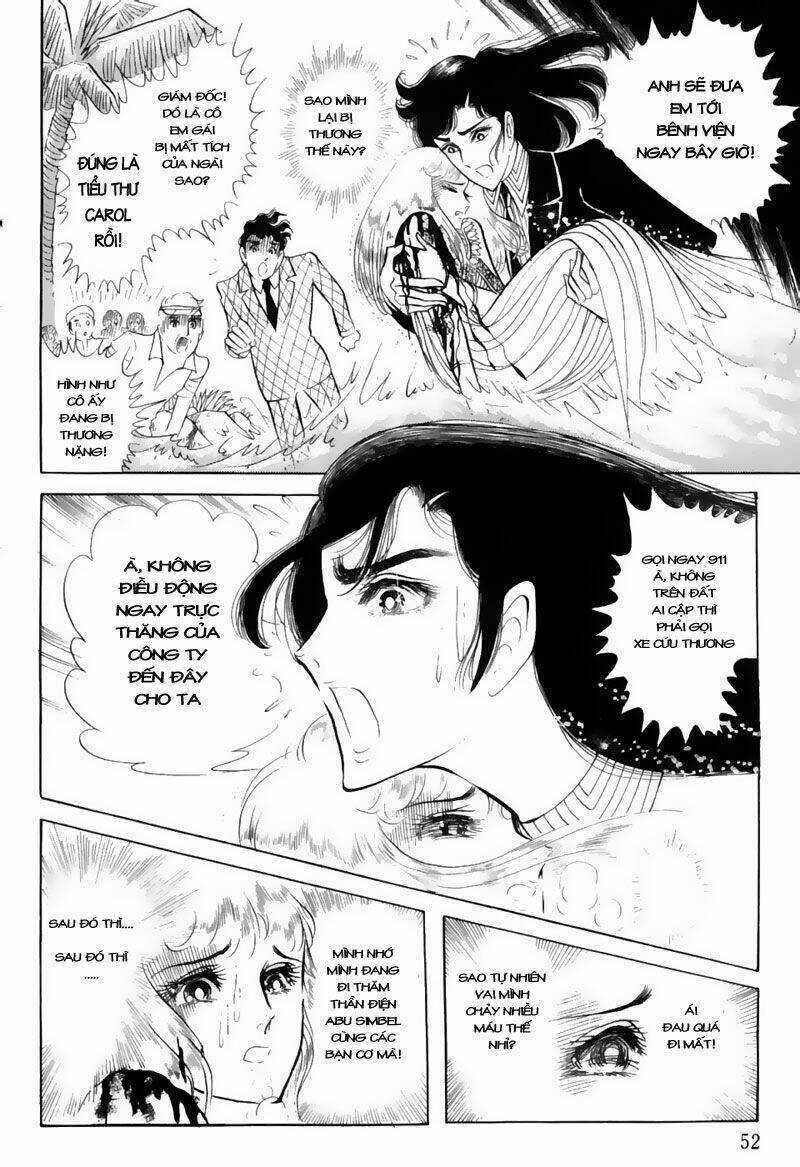 ANH SẼ ĐƯA
EM TỚI
BÊNH VIỆN
NGAY BÂY GIỜ!
SAO MÌNH
LẠI BỊ
THƯƠNG
THẾ NÀY?
GIÁM ĐỐC!
DÓ LÀ CÔ
EM GÁI
BỊ MẤT TÍCH
CỦA NGÀI
SAO?
ĐÚNG LÀ
TIỂU THƯ
CAROL
RỒI!
HÌNH NHƯ
CÔ ẤY
ĐANG BỊ
THƯƠNG
NẶNG!
GỌI NGAY 911
À, KHÔNG
TRÊN ĐẤT
AI CẬP THÌ
PHẢI GỌI
XE CỨU THƯƠNG
À, KHÔNG
ĐIỀU ĐỘNG
NGAY TRỰC
THĂNG CỦA
CÔNG TY
ĐẾN ĐÂY
CHO TA
ÁI
ĐAU QUÁ
ĐI MẤT!
SAO TỰ NHIÊN
VAI MÌNH
CHẢY NHIỀU
MÁU THẾ
NHỈ?
MÌNH NHỚ
MÌNH ĐANG
ĐI THĂM
THẦN ĐIỆN
ABU SIMBEL
CÙNG CÁC
BẠN CƠ MÀ!
SAU ĐÓ THÌ....
SAU ĐÓ THÌ
.....
52